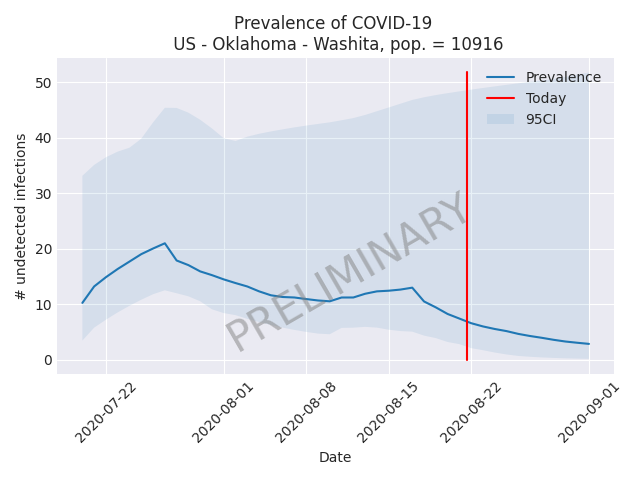 Prevalence of COVID-19
US - Oklahoma - Washita, pop. = 10916
Prevalence
Today
95CI
50
40
30
20
10
0
# undetected infections
PRELIMINARY
2020-07-22
2020-08-01
2020-08-08
2020-08-15
2020-08-22
2020-09-01
Date